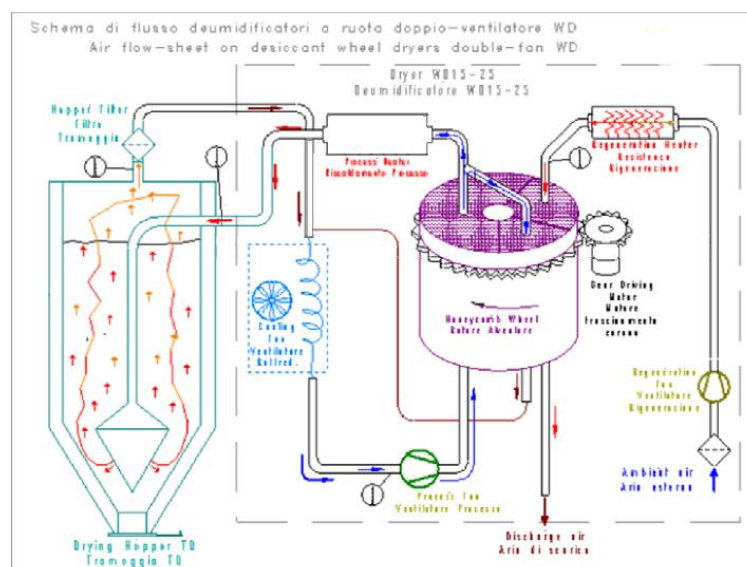 Schema di flusso deumidificatori a ruota doppio-ventilatore WD
Air flow-sheet on desiccant wheel dryers double-fan WD
Dryer WD15-25
Deumidificatore WD15-25
Hopper Filter
Filtro
Tramoggia
Process Heater
Riscaldamento Processo
Regeneration Heater
Resistenza
Rigenerazione
Cooling
Fan
Ventilatore
Raffred.
Honeycomb Wheel
Rotore Alveolare
Gear Driving
Motor
Motore
corona
Regeneration
Fan
Ventilatore
Rigenerazione
Process Fan
Ventilatore Processo
Ambient air
Aria esterna
Discharge air
Aria di scarico
Drying Hopper TD
Tramoggia TD